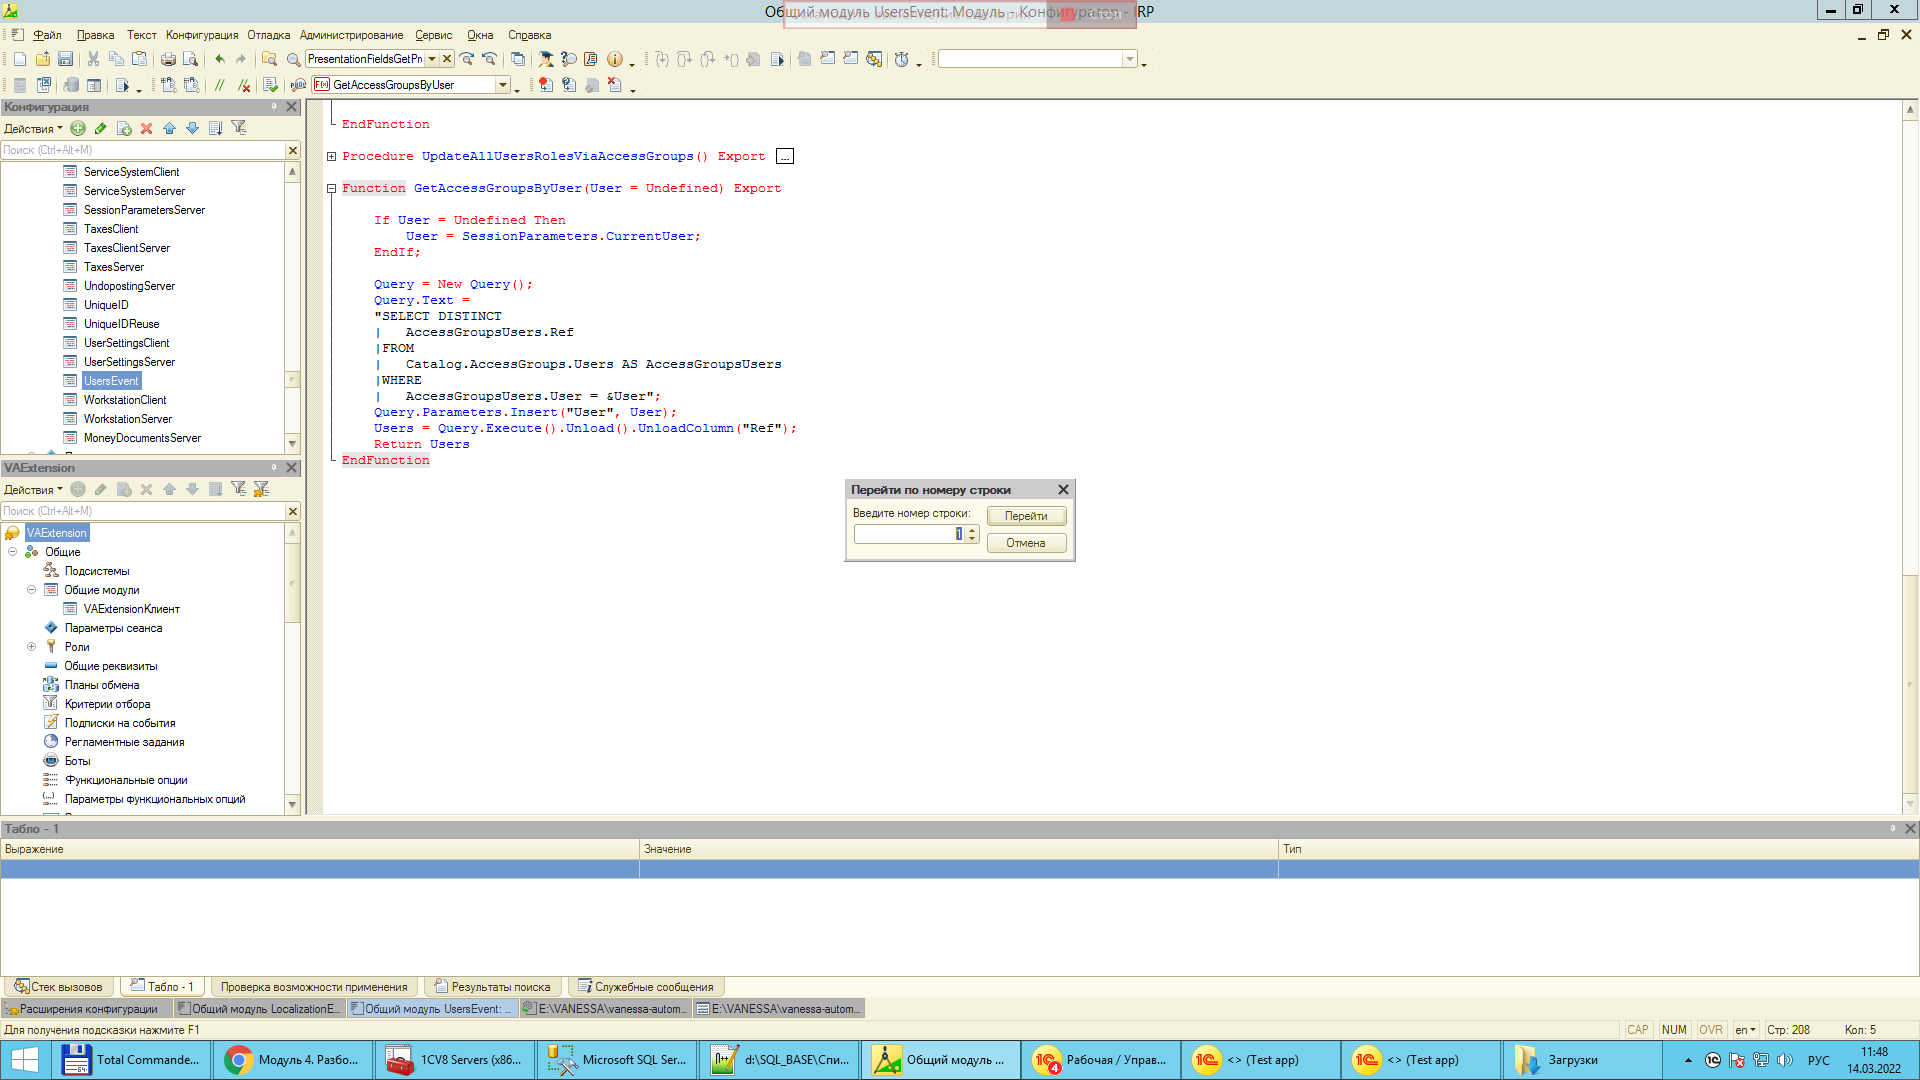 Общий модуль UsersEvent: Модуль - Конфигуратор - IRP
Файл Правка Текст Конфигурация Отладка Администрирование Сервис Окна Справка
PresentationFieldsGetPr
GetAccessGroupsByUser
Конфигурация
Действия
Поиск (Ctrl+Alt+M)
ServiceSystemClient
ServiceSystemServer
SessionParametersServer
TaxesClient
TaxesClientServer
TaxesServer
UndopostingServer
UniqueID
UniqueIDReuse
UserSettingsClient
UserSettingsServer
UsersEvent
WorkstationClient
WorkstationServer
MoneyDocumentsServer
VAExtension
Действия
Поиск (Ctrl+Alt+M)
VAExtension
Общие
Подсистемы
Общие модули
VAExtensionКлиент
Параметры сеанса
Роли
Общие реквизиты
Планы обмена
Критерии отбора
Подписки на события
Регламентные задания
Боты
Функциональные опции
Параметры функциональных опций
EndFunction
Procedure UpdateAllUsersRolesViaAccessGroups() Export ...
Function GetAccessGroupsByUser(User = Undefined) Export
If User = Undefined Then
User = SessionParameters.CurrentUser;
EndIf;
Query = New Query();
Query.Text =
"SELECT DISTINCT
| AccessGroupsUsers.Ref
|FROM
| Catalog.AccessGroups.Users AS AccessGroupsUsers
|WHERE
| AccessGroupsUsers.User = &User";
Query.Parameters.Insert("User", User);
Users = Query.Execute().Unload().UnloadColumn("Ref");
Return Users
EndFunction
Перейти по номеру строки
Введите номер строки:
1
Перейти
Отмена
Табло - 1
Выражение Значение Тип
Стек вызовов Табло - 1 Проверка возможности применения Результаты поиска Служебные сообщения
Расширения конфигурации Общий модуль LocalizationE... Общий модуль UsersEvent: ... E:\VANESSA\vanessa-autom... E:\VANESSA\vanessa-autom...
Для получения подсказки нажмите F1 CAP NUM OVR en Стр: 208 Кол: 5
Total Commande... Модуль 4. Разбо... 1CV8 Servers (x86... Microsoft SQL Ser... d:\SQL_BASE\Спи... Общий модуль ... Рабочая / Управ... <> (Test app) <> (Test app) Загрузки РУС
11:48
14.03.2022